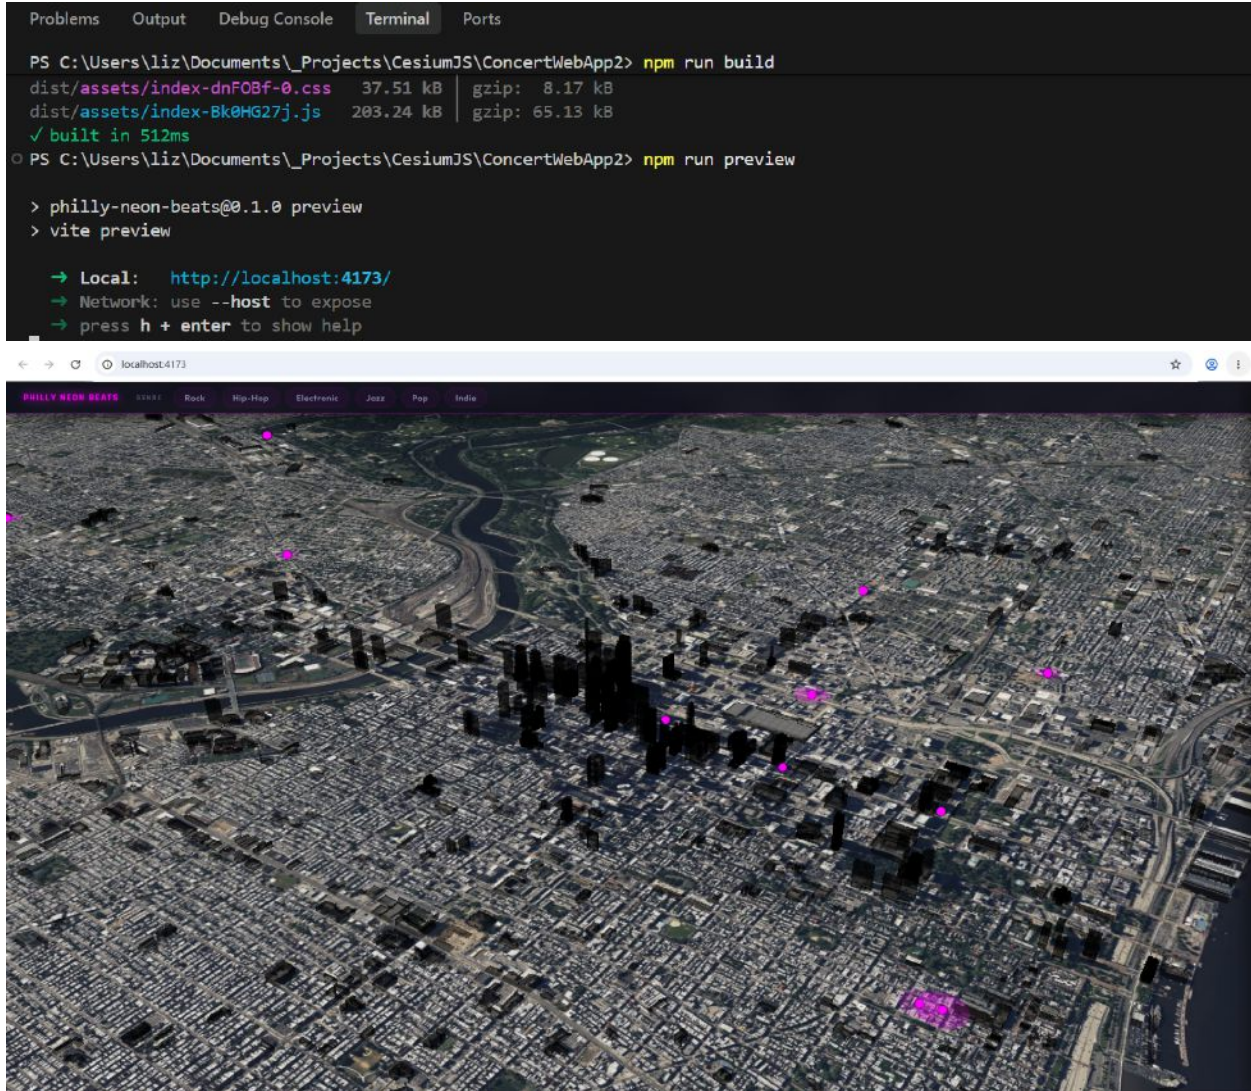 Problems Output Debug Console Terminal Ports
PS C:\Users\liz\Documents\_Projects\CesiumJS\ConcertWebApp2> npm run build
dist/assets/index-dnFOBf-0.css 37.51 kB │ gzip: 8.17 kB
dist/assets/index-Bk0HG27j.js 203.24 kB │ gzip: 65.13 kB
✓ built in 512ms
PS C:\Users\liz\Documents\_Projects\CesiumJS\ConcertWebApp2> npm run preview
> philly-neon-beats@0.1.0 preview
> vite preview
➜ Local: http://localhost:4173/
➜ Network: use --host to expose
➜ press h + enter to show help
localhost:4173
PHILLY NEON BEATS GENRE Rock Hip-Hop Electronic Jazz Pop Indie